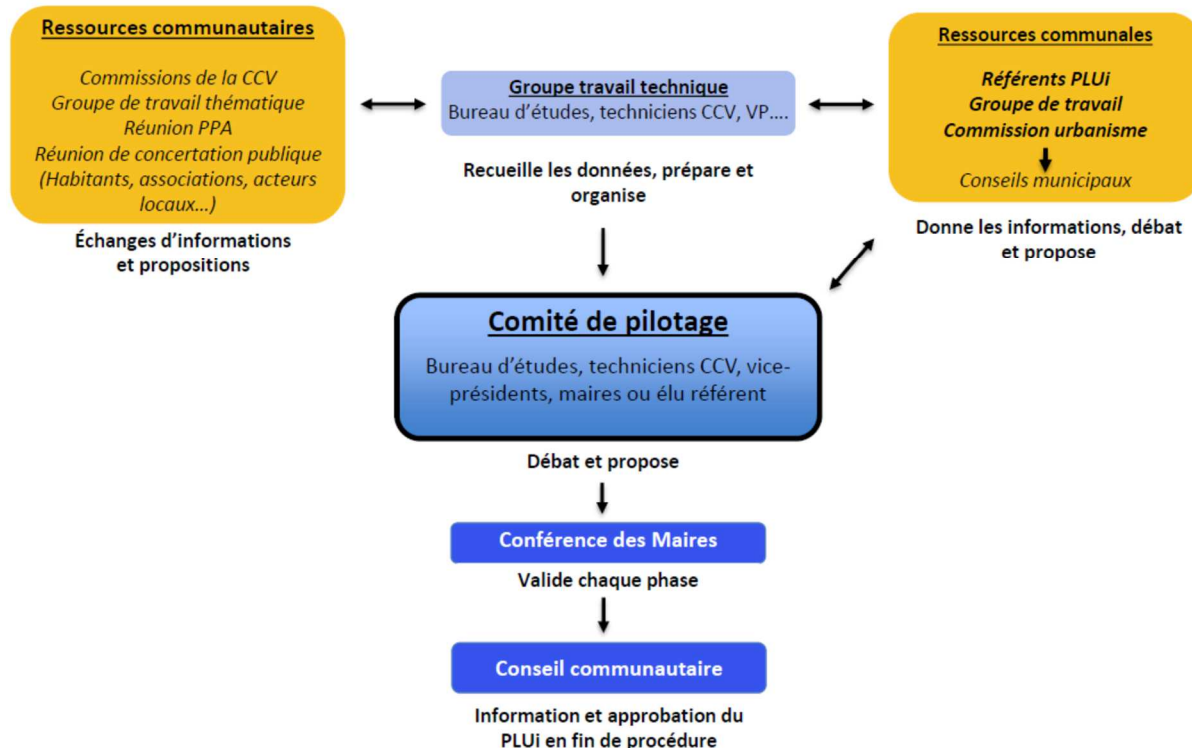 Ressources communautaires
Commissions de la CCV
Groupe de travail thématique
Réunion PPA
Réunion de concertation publique
(Habitants, associations, acteurs
locaux…)
Échanges d’informations
et propositions
Groupe travail technique
Bureau d’études, techniciens CCV, VP….
Recueille les données, prépare et
organise
Ressources communales
Référents PLUi
Groupe de travail
Commission urbanisme
Conseils municipaux
Donne les informations, débat
et propose
Comité de pilotage
Bureau d’études, techniciens CCV, vice-
présidents, maires ou élu référent
Débat et propose
Conférence des Maires
Valide chaque phase
Conseil communautaire
Information et approbation du
PLUi en fin de procédure